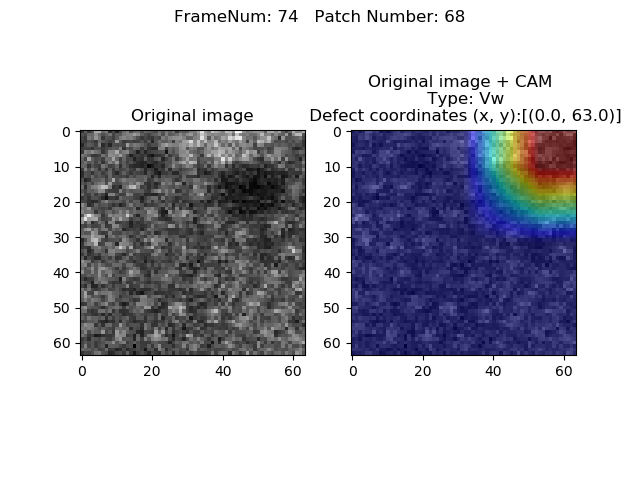 FrameNum: 74   Patch Number: 68
Original image
0
10
20
30
40
50
60
0 20 40 60
Original image + CAM
Type: Vw
Defect coordinates (x, y):[(0.0, 63.0)]
0
10
20
30
40
50
60
0 20 40 60